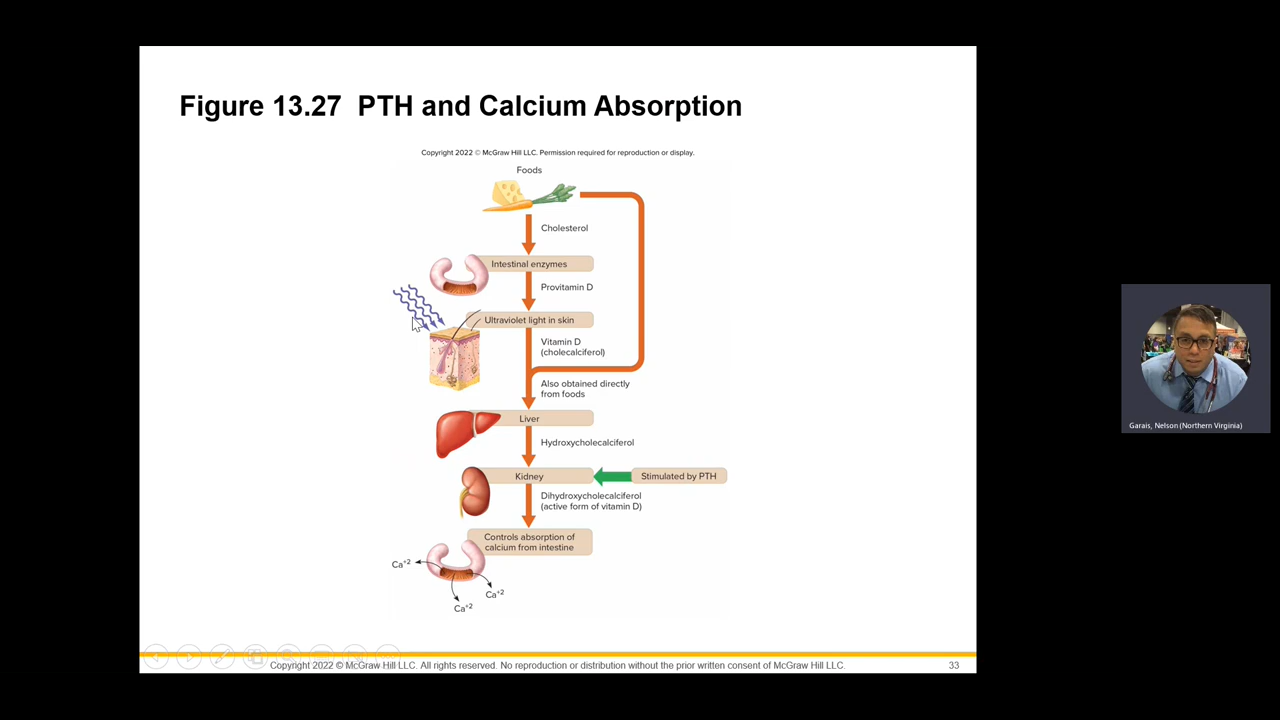 Figure 13.27 PTH and Calcium Absorption
Copyright 2022 © McGraw Hill LLC. Permission required for reproduction or display.
Foods
Cholesterol
Intestinal enzymes
Provitamin D
Ultraviolet light in skin
Vitamin D
(cholecalciferol)
Also obtained directly
from foods
Liver
Hydroxycholecalciferol
Kidney
Stimulated by PTH
Dihydroxycholecalciferol
(active form of vitamin D)
Controls absorption of
calcium from intestine
Ca+2
Ca+2
Ca+2
Copyright 2022 © McGraw Hill LLC. All rights reserved. No reproduction or distribution without the prior written consent of McGraw Hill LLC.
33
Garais, Nelson (Northern Virginia)